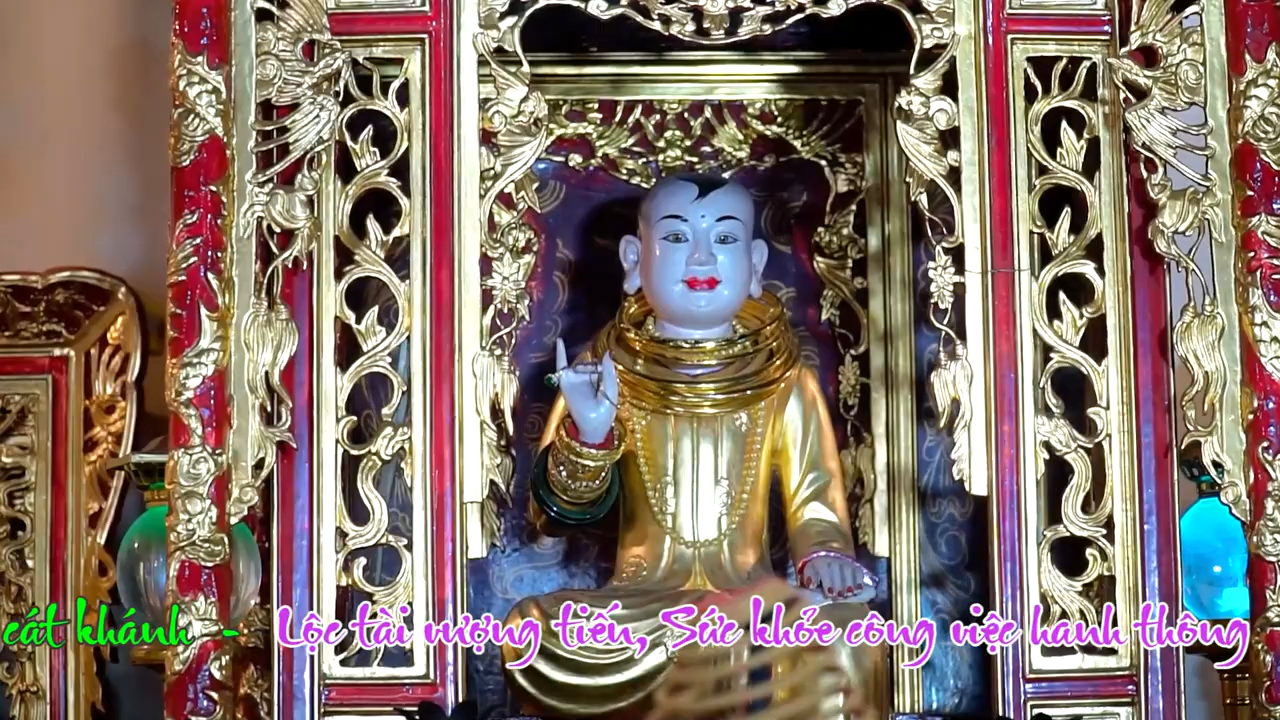 cát khánh - Lộc tài vượng tiến, Sức khỏe công việc hanh thông